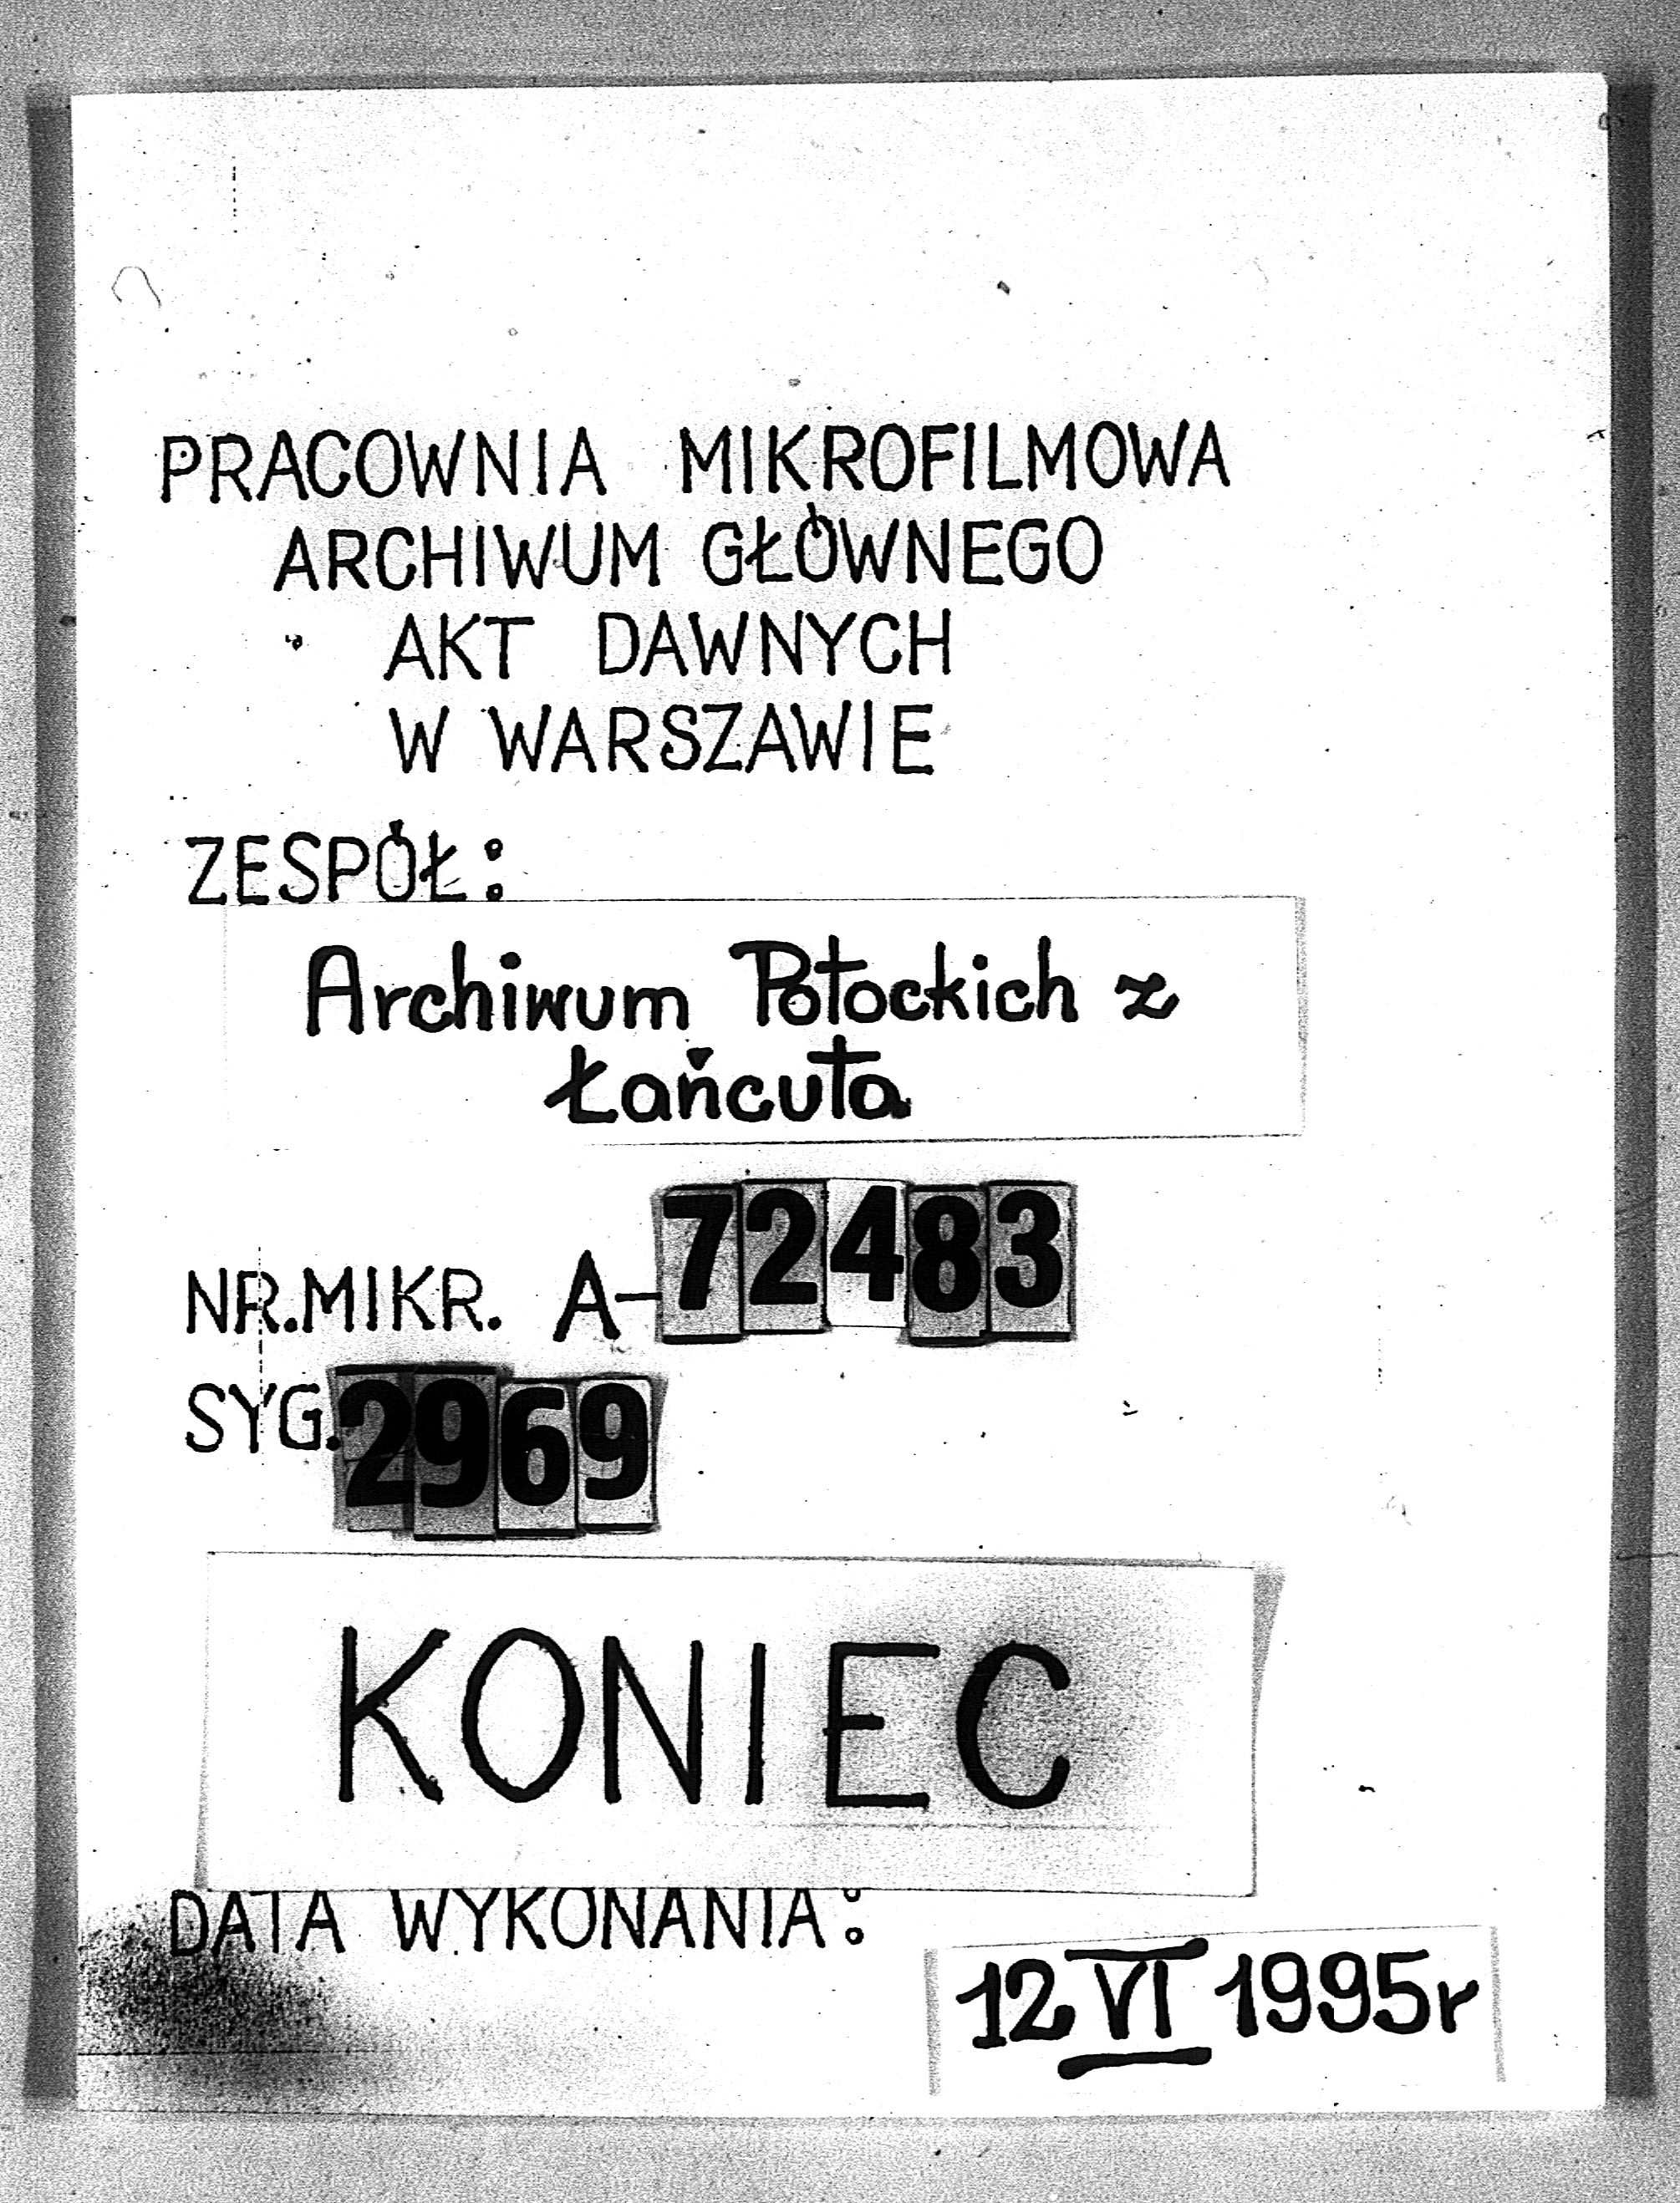 PRACOWNIA MIKROFILMOWA
ARCHIWUM GŁÓWNEGO
AKT DAWNYCH
W WARSZAWIE
ZESPÓŁ:
Archiwum Potockich z
Łańcuta
NR.MIKR. A-72483
SYG. 2969
KONIEC
DATA WYKONANIA:
12 VI 1995r